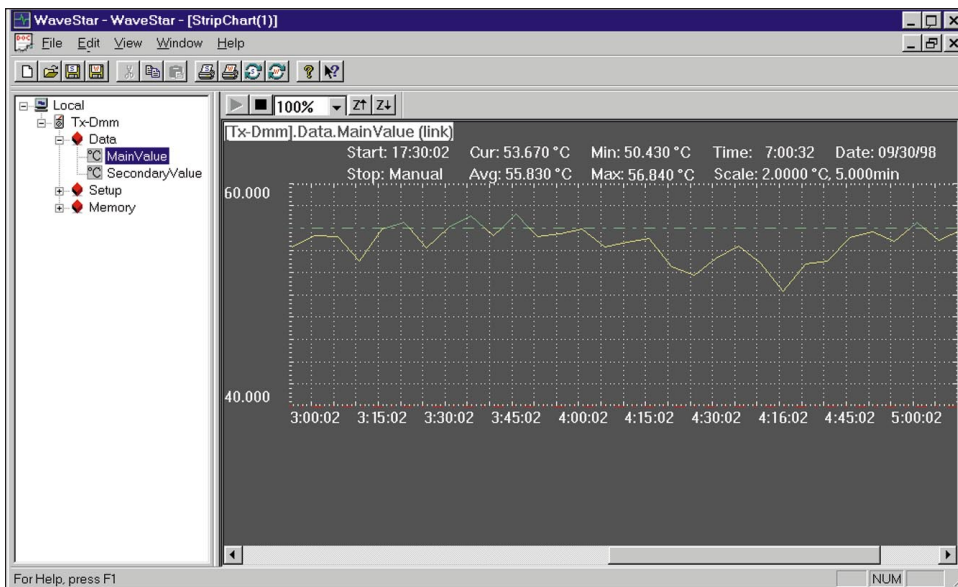 WaveStar - WaveStar - [StripChart(1)]
File Edit View Window Help
100% Z↑ Z↓
Local
Tx-Dmm
Data
°C MainValue
°C SecondaryValue
Setup
Memory
[Tx-Dmm].Data.MainValue (link)
Start: 17:30:02 Cur: 53.670 °C Min: 50.430 °C Time: 7:00:32 Date: 09/30/98
Stop: Manual Avg: 55.830 °C Max: 56.840 °C Scale: 2.0000 °C, 5.000min
60.000
40.000
3:00:02 3:15:02 3:30:02 3:45:02 4:00:02 4:15:02 4:30:02 4:16:02 4:45:02 5:00:02
For Help, press F1 NUM